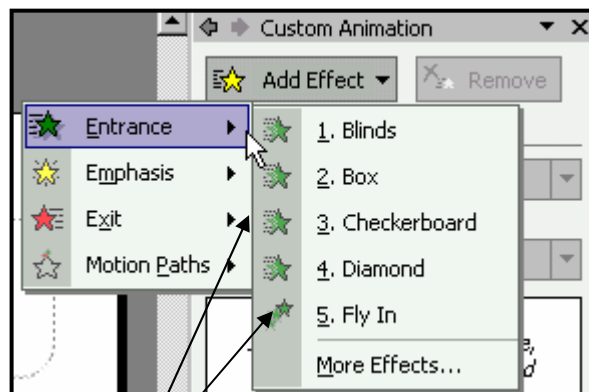 Custom Animation
Add Effect
Remove
Entrance
Emphasis
Exit
Motion Paths
1. Blinds
2. Box
3. Checkerboard
4. Diamond
5. Fly In
More Effects...